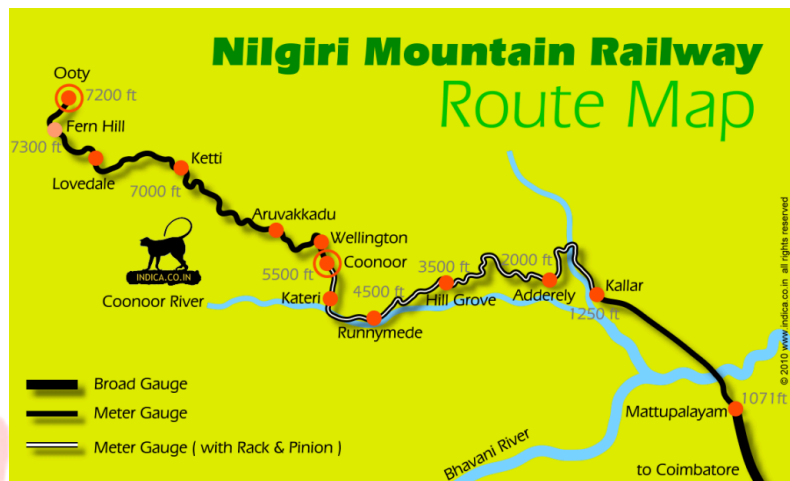 Nilgiri Mountain Railway
Route Map
Ooty
7200 ft
Fern Hill
7300 ft
Lovedale
Ketti
7000 ft
Aruvakkadu
Wellington
Coonoor
5500 ft
INDICA.CO.IN
Coonoor River
Kateri
4500 ft
Runnymede
3500 ft
Hill Grove
2000 ft
Adderely
Kallar
1250 ft
1071ft
Mattupalayam
Bhavani River
to Coimbatore
Broad Gauge
Meter Gauge
Meter Gauge ( with Rack & Pinion )
© 2010 www.indica.co.in all rights reserved